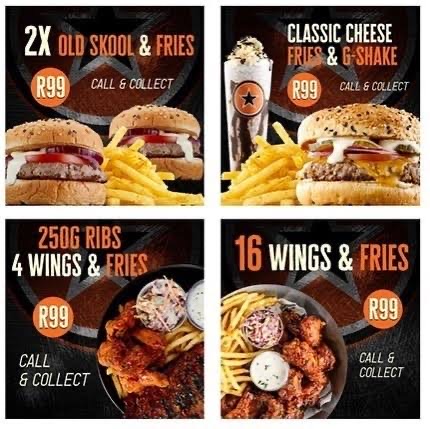 2X OLD SKOOL & FRIES
R99
CALL & COLLECT
CLASSIC CHEESE
FRIES & G-SHAKE
R99
CALL & COLLECT
250G RIBS
4 WINGS & FRIES
R99
CALL
& COLLECT
16 WINGS & FRIES
R99
CALL &
COLLECT